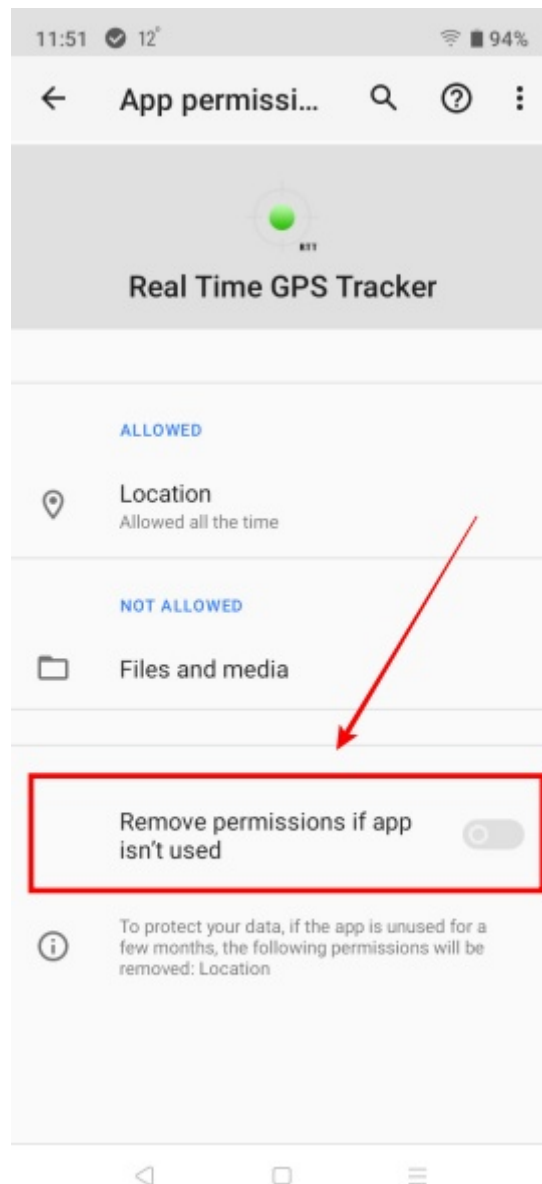 11:51 12° 94%
App permissi...
RTT
Real Time GPS Tracker
ALLOWED
Location
Allowed all the time
NOT ALLOWED
Files and media
Remove permissions if app
isn't used
To protect your data, if the app is unused for a
few months, the following permissions will be
removed: Location